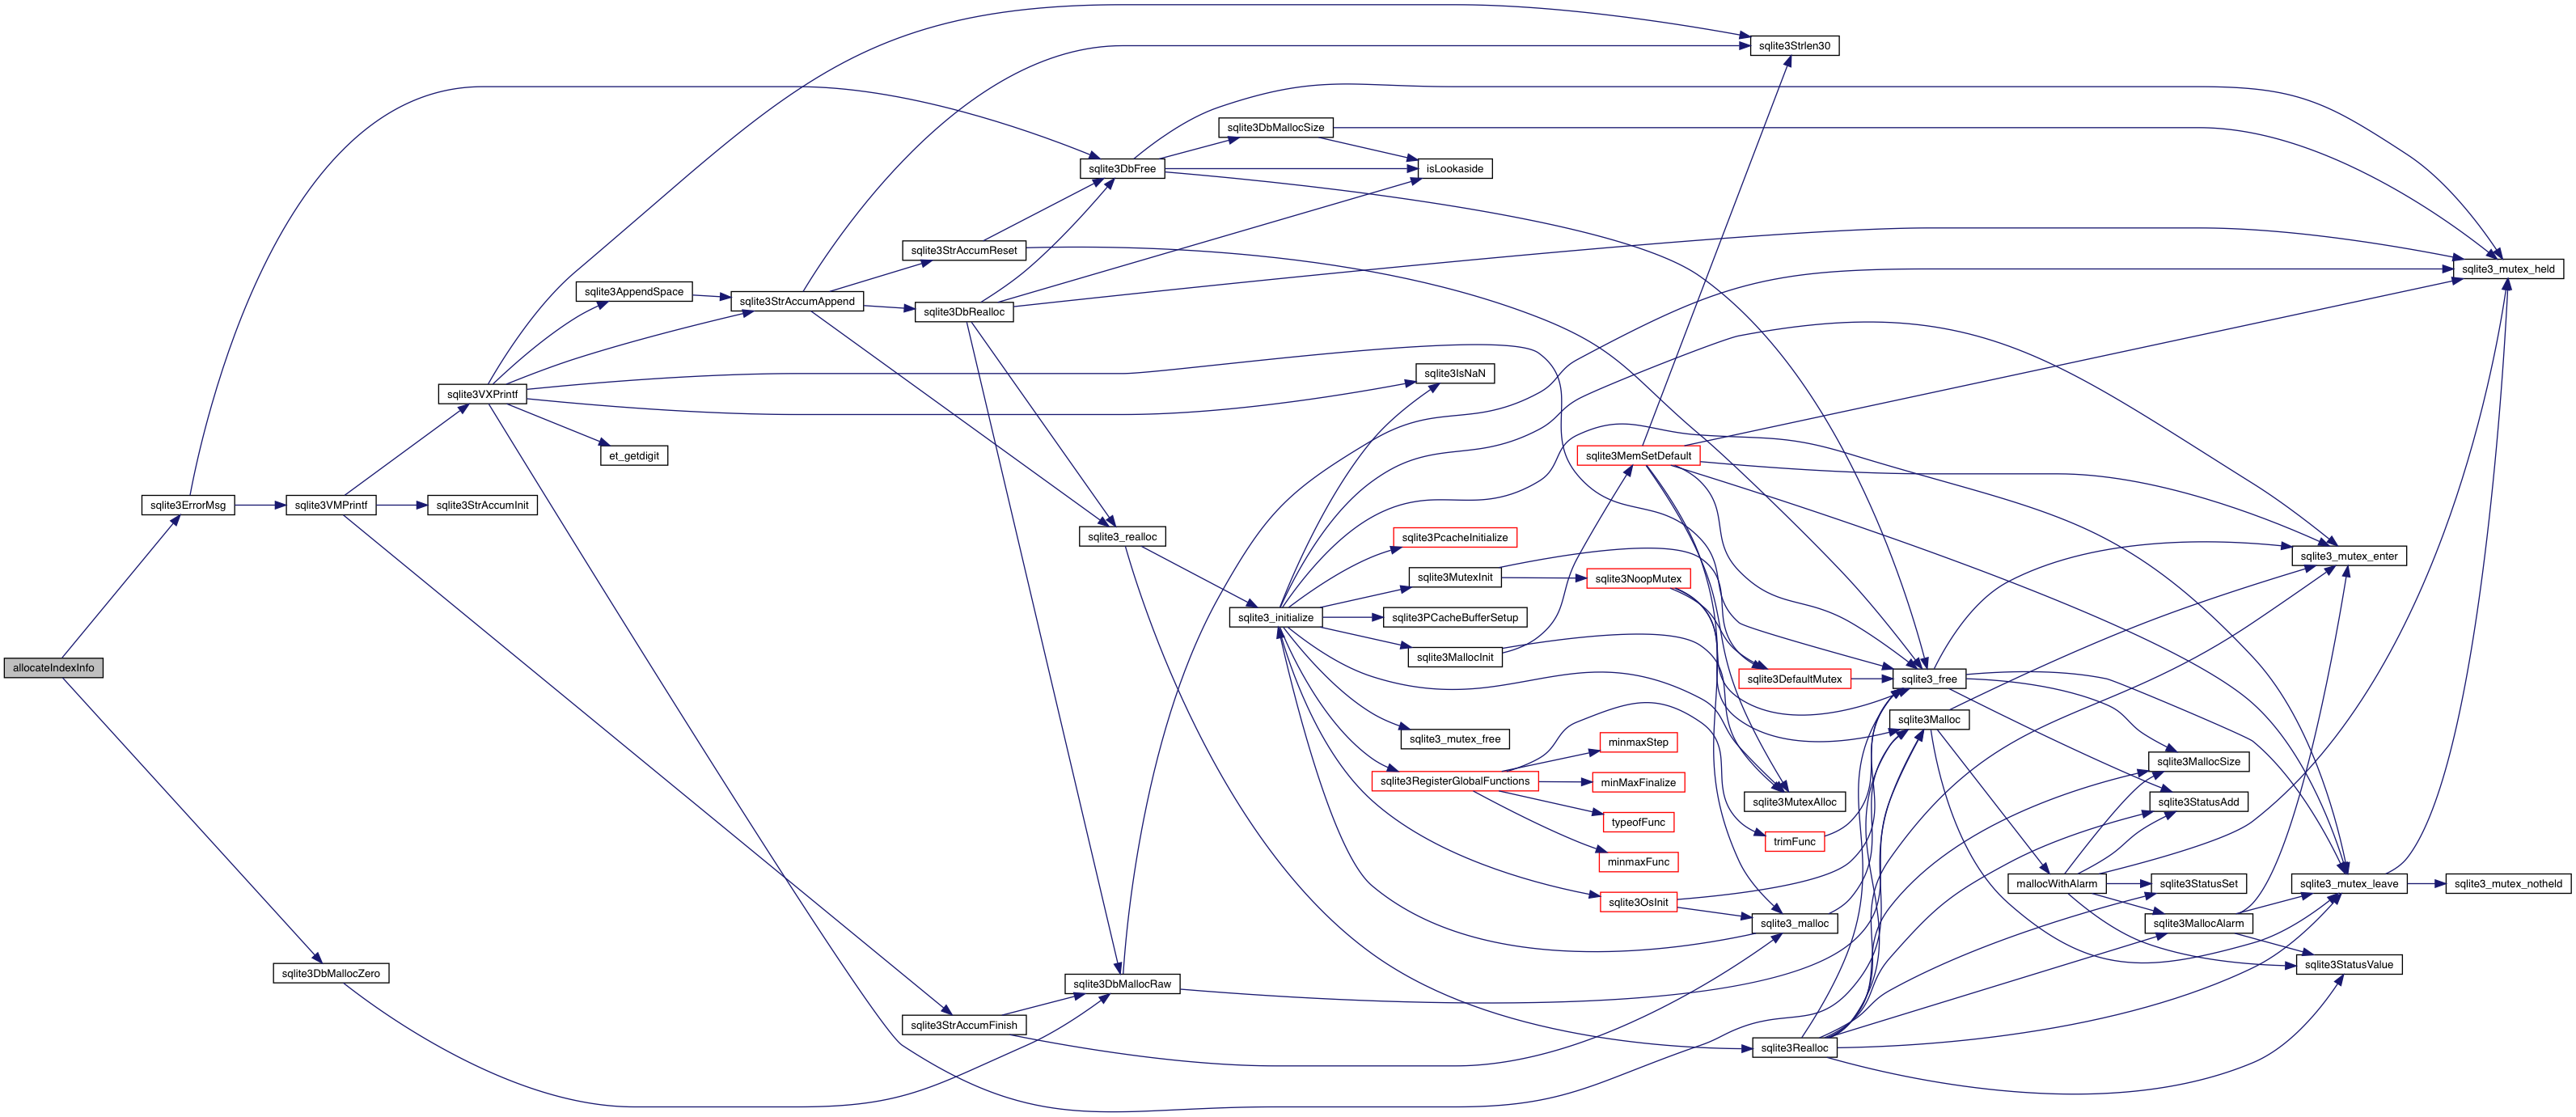 allocateIndexInfo
sqlite3ErrorMsg
sqlite3DbMallocZero
sqlite3VMPrintf
sqlite3VXPrintf
sqlite3StrAccumInit
sqlite3AppendSpace
et_getdigit
sqlite3StrAccumAppend
sqlite3StrAccumReset
sqlite3DbRealloc
sqlite3StrAccumFinish
sqlite3DbFree
sqlite3_realloc
sqlite3DbMallocRaw
sqlite3DbMallocSize
sqlite3_initialize
isLookaside
sqlite3IsNaN
sqlite3PcacheInitialize
sqlite3MutexInit
sqlite3PCacheBufferSetup
sqlite3MallocInit
sqlite3_mutex_free
sqlite3RegisterGlobalFunctions
sqlite3MemSetDefault
sqlite3NoopMutex
minmaxStep
minMaxFinalize
typeofFunc
minmaxFunc
sqlite3OsInit
sqlite3Strlen30
sqlite3DefaultMutex
sqlite3MutexAlloc
trimFunc
sqlite3_malloc
sqlite3Realloc
sqlite3_free
sqlite3Malloc
mallocWithAlarm
sqlite3MallocSize
sqlite3StatusAdd
sqlite3StatusSet
sqlite3MallocAlarm
sqlite3_mutex_enter
sqlite3_mutex_leave
sqlite3StatusValue
sqlite3_mutex_held
sqlite3_mutex_notheld